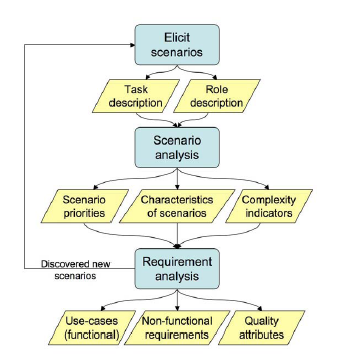 Elicit
scenarios
Task
description
Role
description
Scenario
analysis
Scenario
priorities
Characteristics
of scenarios
Complexity
indicators
Discovered new
scenarios
Requirement
analysis
Use-cases
(functional)
Non-functional
requirements
Quality
attributes